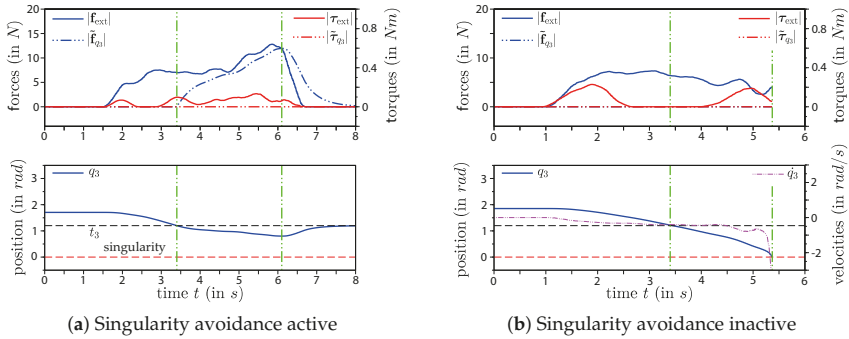 |f_ext|
|f̃_q₃|
|τ_ext|
|τ̃_q₃|
forces (in N)
20
15
10
5
0
torques (in Nm)
1.0
0.8
0.6
0.4
0.2
0
0 1 2 3 4 5 6 7 8
position (in rad)
3
2
1
0
q₃
t₃
singularity
0 1 2 3 4 5 6 7 8
time t (in s)
(a) Singularity avoidance active
|f_ext|
|f̃_q₃|
|τ_ext|
|τ̃_q₃|
forces (in N)
20
15
10
5
0
torques (in Nm)
1.0
0.8
0.6
0.4
0.2
0
0 1 2 3 4 5 6
position (in rad)
3
2
1
0
q₃
q̇₃
velocities (in rad/s)
2
0
−2
0 1 2 3 4 5 6
time t (in s)
(b) Singularity avoidance inactive